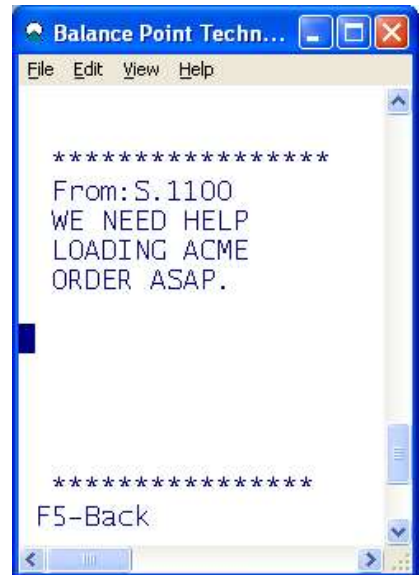 Balance Point Techn...
File Edit View Help
*****************
From:S.1100
WE NEED HELP
LOADING ACME
ORDER ASAP.
****************
F5-Back